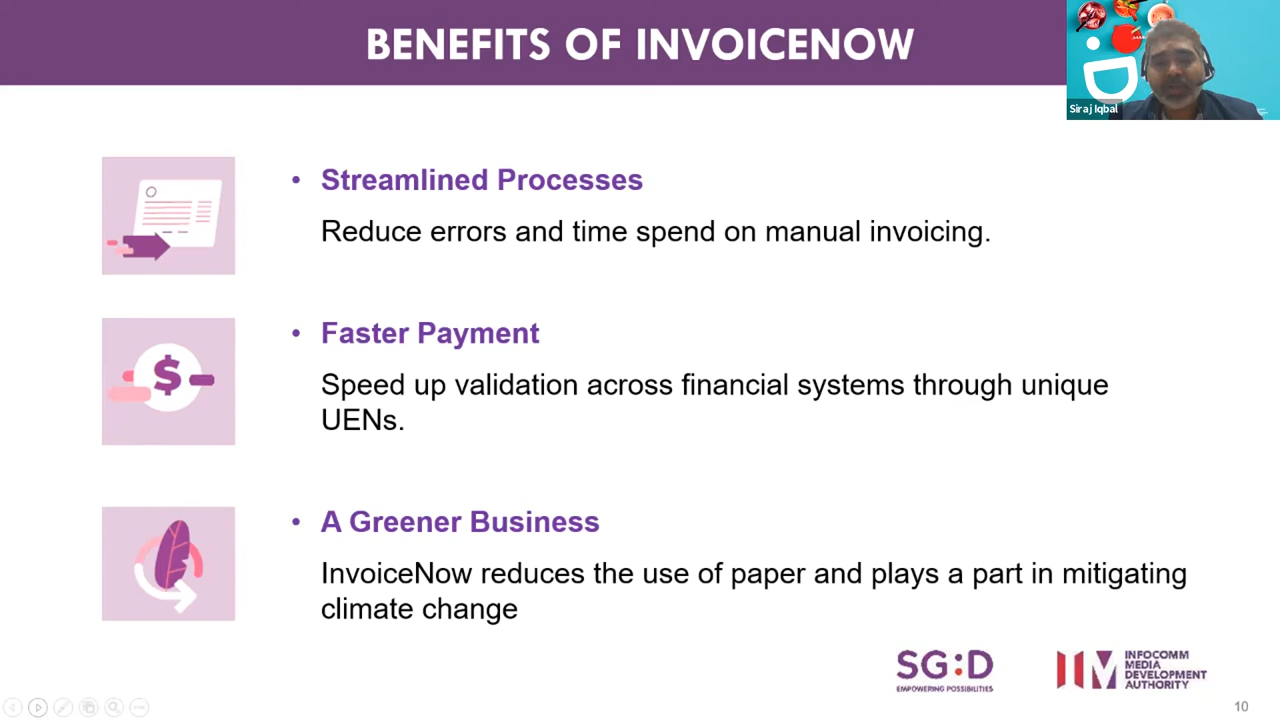 BENEFITS OF INVOICENOW
Siraj Iqbal
• Streamlined Processes
Reduce errors and time spend on manual invoicing.
$
• Faster Payment
Speed up validation across financial systems through unique
UENs.
• A Greener Business
InvoiceNow reduces the use of paper and plays a part in mitigating
climate change
SG:D
EMPOWERING POSSIBILITIES
INFOCOMM
MEDIA
DEVELOPMENT
AUTHORITY
10